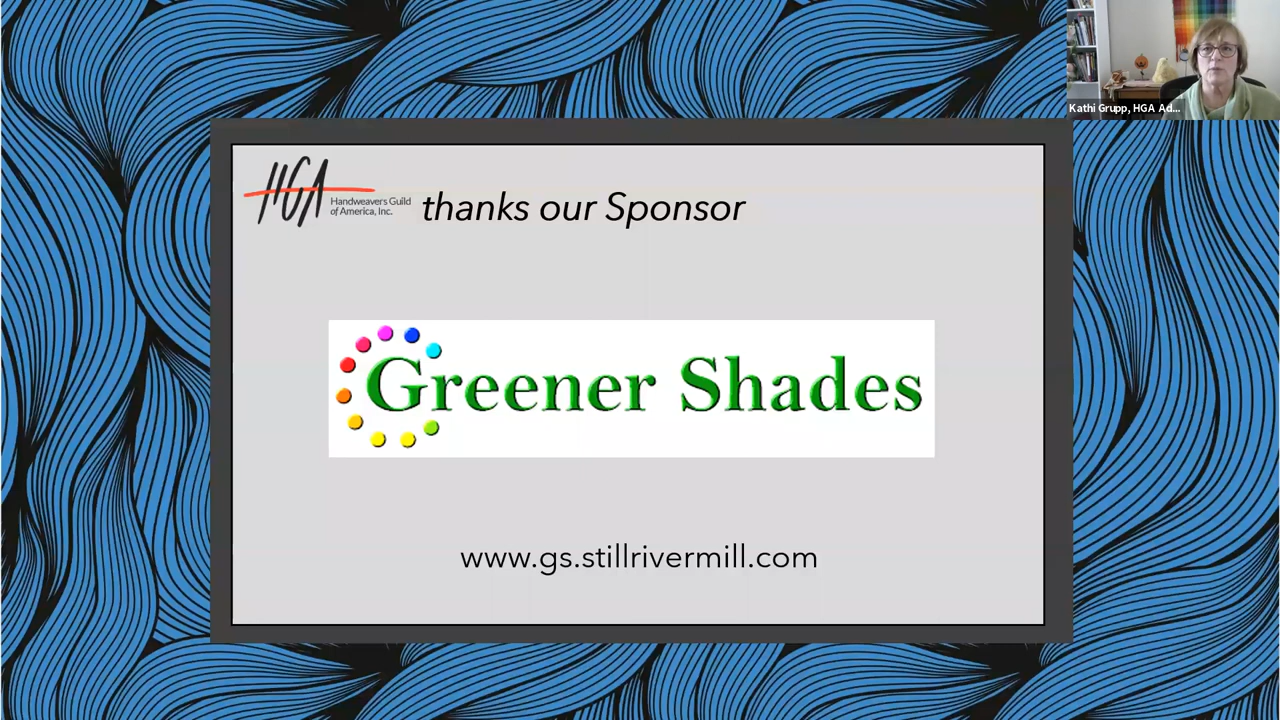 Kathi Grupp, HGA Ad...
HGA
Handweavers Guild
of America, Inc.
thanks our Sponsor
Greener Shades
www.gs.stillrivermill.com